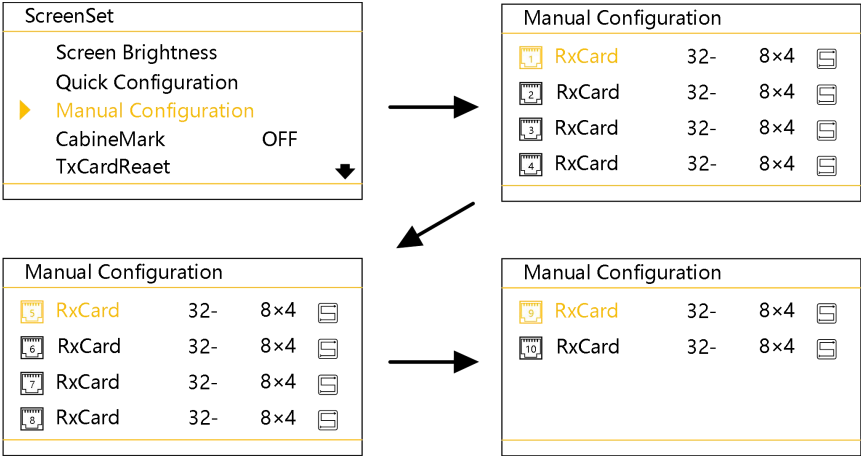 ScreenSet
Screen Brightness
Quick Configuration
Manual Configuration
CabineMark OFF
TxCardReaet
Manual Configuration
1 RxCard 32- 8×4
2 RxCard 32- 8×4
3 RxCard 32- 8×4
4 RxCard 32- 8×4
Manual Configuration
5 RxCard 32- 8×4
6 RxCard 32- 8×4
7 RxCard 32- 8×4
8 RxCard 32- 8×4
Manual Configuration
9 RxCard 32- 8×4
10 RxCard 32- 8×4